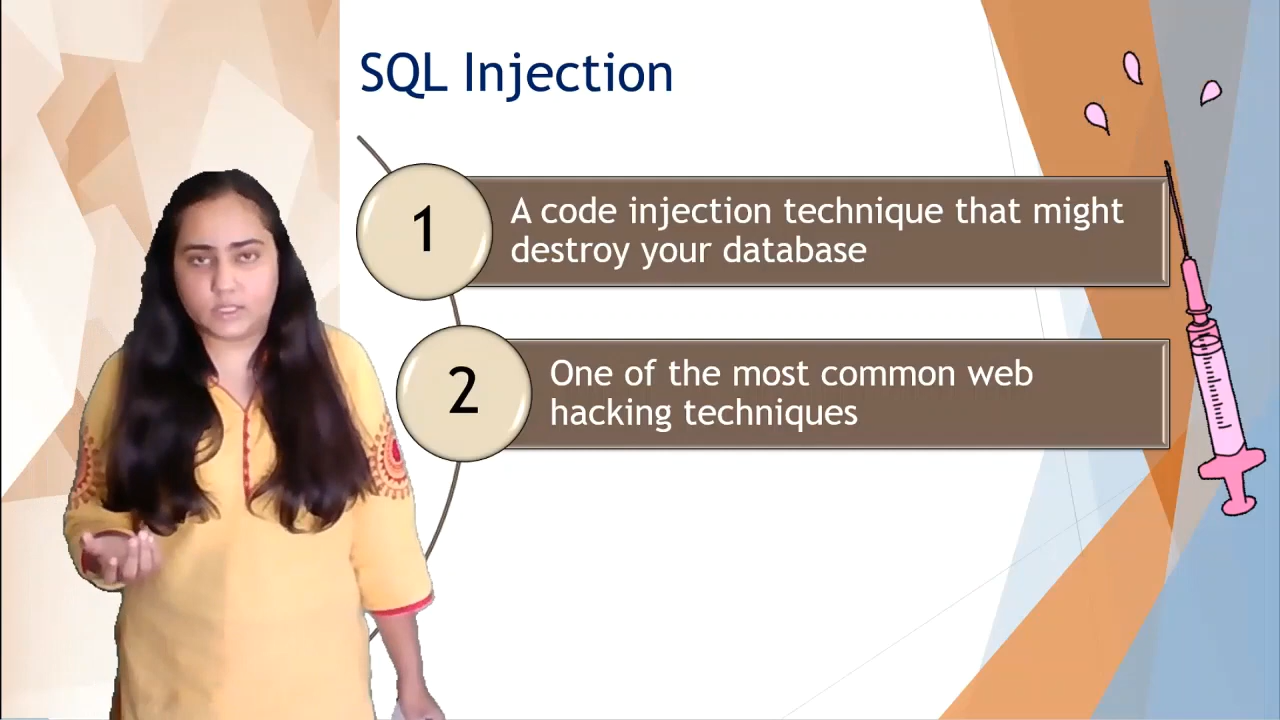 SQL Injection
1
A code injection technique that might
destroy your database
2
One of the most common web
hacking techniques